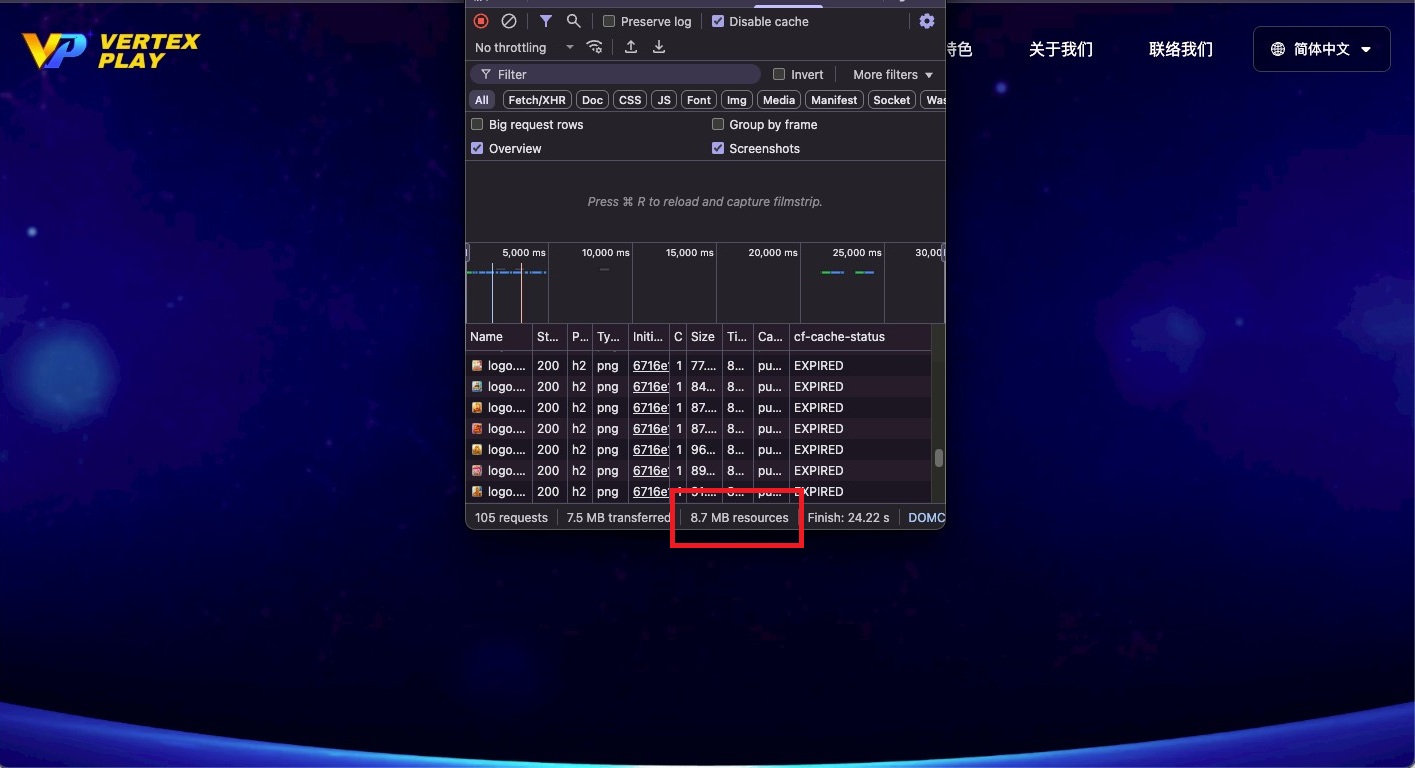 VERTEX
PLAY
Preserve log
Disable cache
No throttling
特色
关于我们
联络我们
简体中文
Filter
Invert
More filters
All
Fetch/XHR
Doc
CSS
JS
Font
Img
Media
Manifest
Socket
Was
Big request rows
Group by frame
Overview
Screenshots
Press ⌘ R to reload and capture filmstrip.
5,000 ms
10,000 ms
15,000 ms
20,000 ms
25,000 ms
30,00
Name St... P... Ty... Initi... C Size Ti... Ca... cf-cache-status
logo.... 200 h2 png 6716e 1 77.... 8... pu... EXPIRED
logo.... 200 h2 png 6716e 1 84... 8... pu... EXPIRED
logo.... 200 h2 png 6716e 1 87.... 8... pu... EXPIRED
logo.... 200 h2 png 6716e 1 87.... 8... pu... EXPIRED
logo.... 200 h2 png 6716e 1 96... 8... pu... EXPIRED
logo.... 200 h2 png 6716e 1 89... 8... pu... EXPIRED
logo.... 200 h2 png 6716e 1 91.... 8... pu... EXPIRED
105 requests 7.5 MB transferred 8.7 MB resources Finish: 24.22 s DOMC